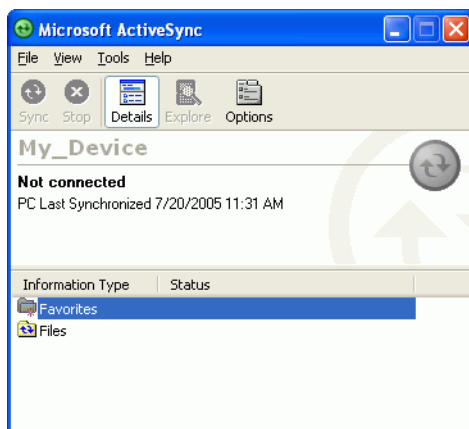 Microsoft ActiveSync
File View Tools Help
Sync Stop Details Explore Options
My_Device
Not connected
PC Last Synchronized 7/20/2005 11:31 AM
Information Type Status
Favorites
Files